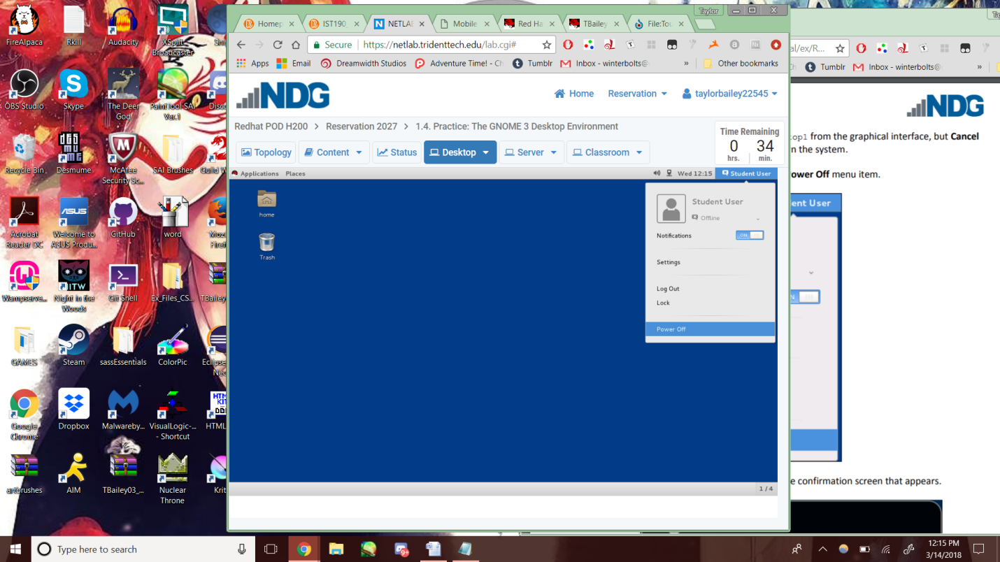 FireAlpaca
Rkill
Audacity
XSplit
Broadcaster
OBS Studio
Skype
The Deer
God
PaintTool SAI
Ver.1
Recycle Bin
Desmume
McAfee
Security Sc...
SAI Brushes
Guild W
Acrobat
Reader DC
Welcome to
ASUS Produ...
GitHub
word
Wampserve...
Night in the
Woods
Git Shell
Ex_Files_CS...
TBailey
GAMES
Steam
sassEssentials
ColorPic
Eclipse
Google
Chrome
Dropbox
Malwareby...
VisualLogic-...
- Shortcut
HTML
artbrushes
AIM
TBailey03_...
Nuclear
Throne
Krit
Taylor
Homep
IST190_
NETLAB
Mobile
Red Ha
TBailey
File:Tou
Secure
https://netlab.tridenttech.edu/lab.cgi#
Apps
Email
Dreamwidth Studios
Adventure Time! - Ch
Tumblr
Inbox - winterbolts@
»
Other bookmarks
NDG
Home
Reservation
taylorbailey22545
Redhat POD H200 > Reservation 2027 > 1.4. Practice: The GNOME 3 Desktop Environment
Time Remaining
0 34
hrs. min.
Topology
Content
Status
Desktop
Server
Classroom
Applications Places
Wed 12:15
Student User
home
Trash
Student User
Offline
Notifications
ON
Settings
Log Out
Lock
Power Off
1 / 4
al/ex/R...
Tumblr
Inbox - winterbolts@
»
NDG
top1 from the graphical interface, but Cancel
n the system.
ower Off menu item.
ent User
e confirmation screen that appears.
Type here to search
9+
12:15 PM
3/14/2018